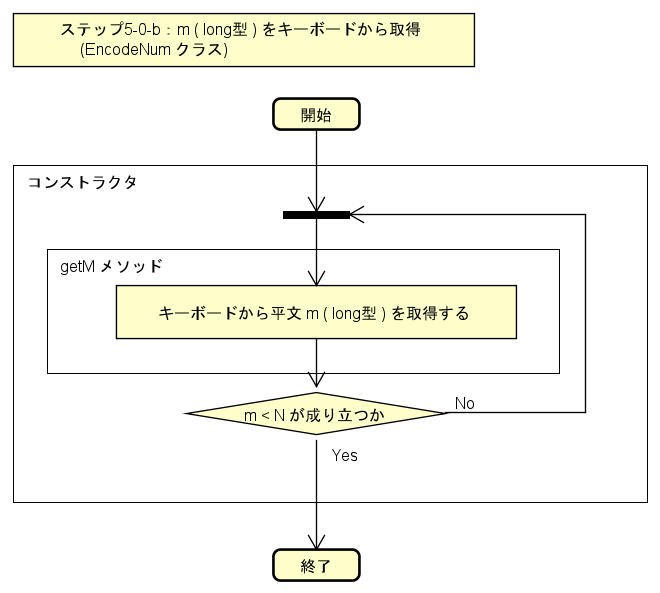 ステップ5-0-b：m ( long型 ) をキーボードから取得
(EncodeNum クラス)
開始
コンストラクタ
getM メソッド
キーボードから平文 m ( long型 ) を取得する
m < N が成り立つか
No
Yes
終了